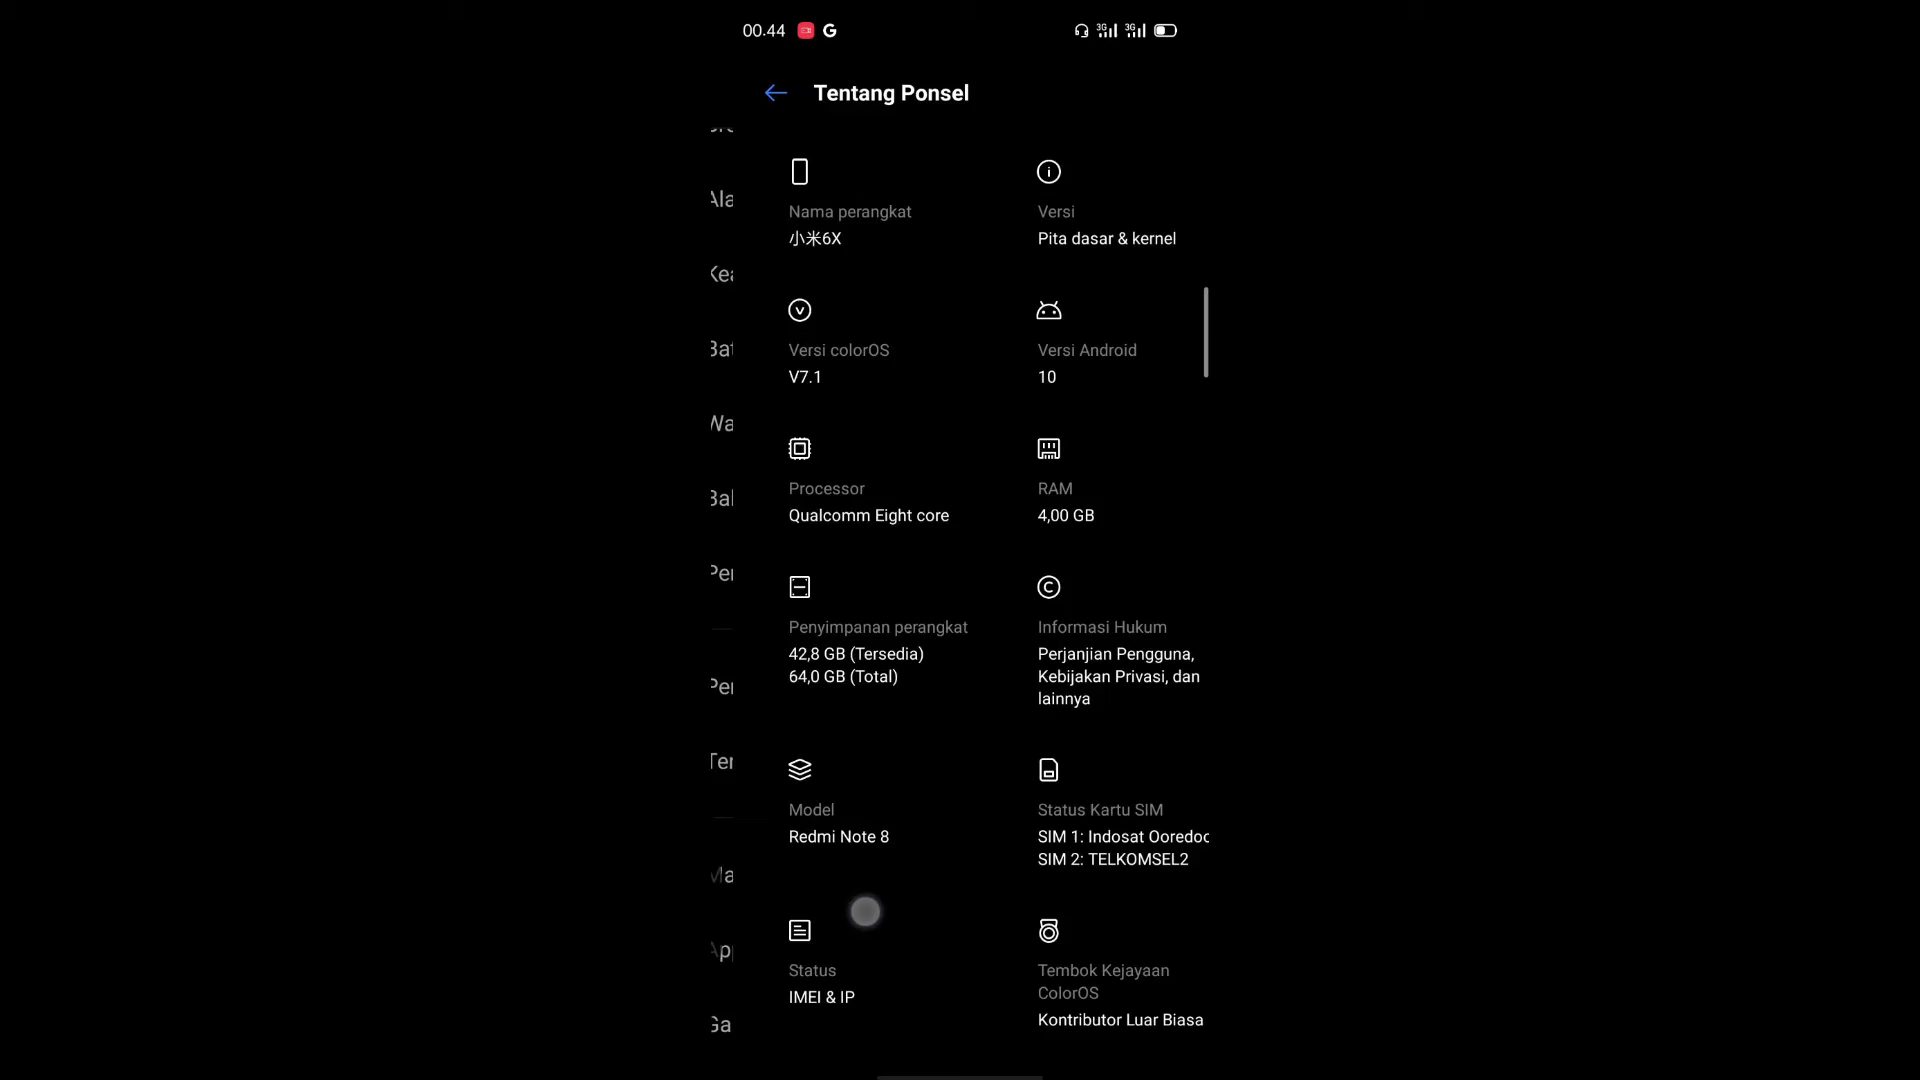 00.44
G
3G
3G
Tentang Ponsel
Nama perangkat
小米6X
Versi
Pita dasar & kernel
Versi colorOS
V7.1
Versi Android
10
Processor
Qualcomm Eight core
RAM
4,00 GB
Penyimpanan perangkat
42,8 GB (Tersedia)
64,0 GB (Total)
Informasi Hukum
Perjanjian Pengguna,
Kebijakan Privasi, dan
lainnya
Model
Redmi Note 8
Status Kartu SIM
SIM 1: Indosat Ooredoo
SIM 2: TELKOMSEL2
Status
IMEI & IP
Tembok Kejayaan
ColorOS
Kontributor Luar Biasa